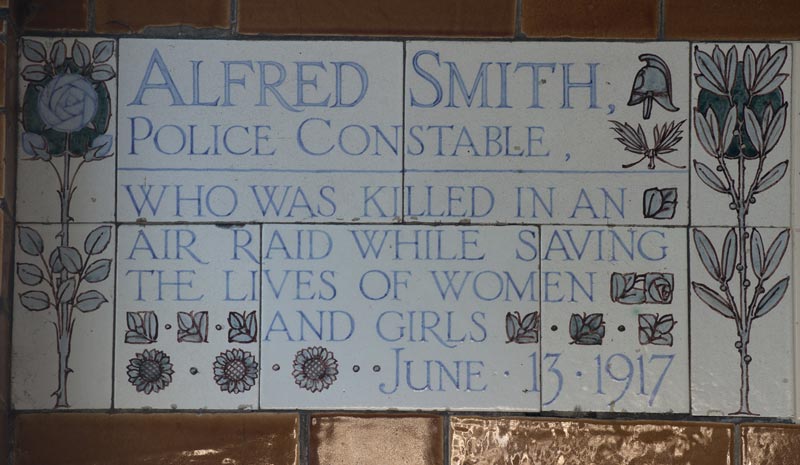 ALFRED SMITH,
POLICE CONSTABLE,
WHO WAS KILLED IN AN
AIR RAID WHILE SAVING
THE LIVES OF WOMEN
AND GIRLS
JUNE · 13 · 1917